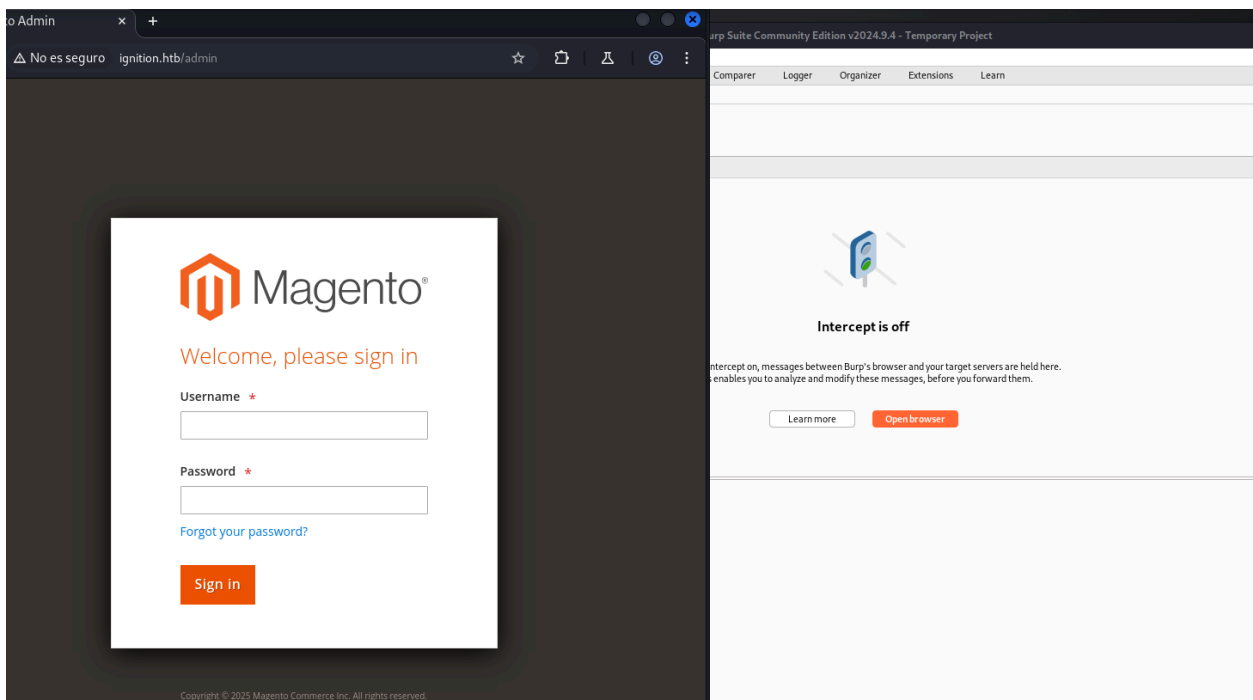 to Admin
No es seguro ignition.htb/admin
Burp Suite Community Edition v2024.9.4 - Temporary Project
Comparer Logger Organizer Extensions Learn
Magento®
Welcome, please sign in
Username *
Password *
Forgot your password?
Sign in
Copyright © 2025 Magento Commerce Inc. All rights reserved.
Intercept is off
intercept on, messages between Burp's browser and your target servers are held here.
s enables you to analyze and modify these messages, before you forward them.
Learn more Open browser